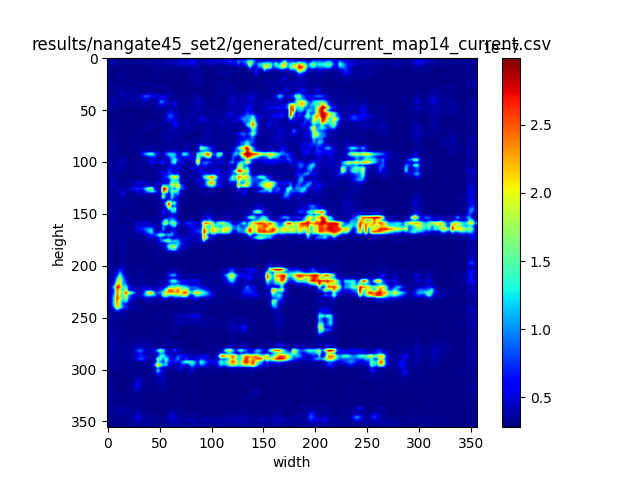 results/nangate45_set2/generated/current_map14_current.csv
1e−7
0
50
100
150
200
250
300
350
height
0 50 100 150 200 250 300 350
width
2.5
2.0
1.5
1.0
0.5